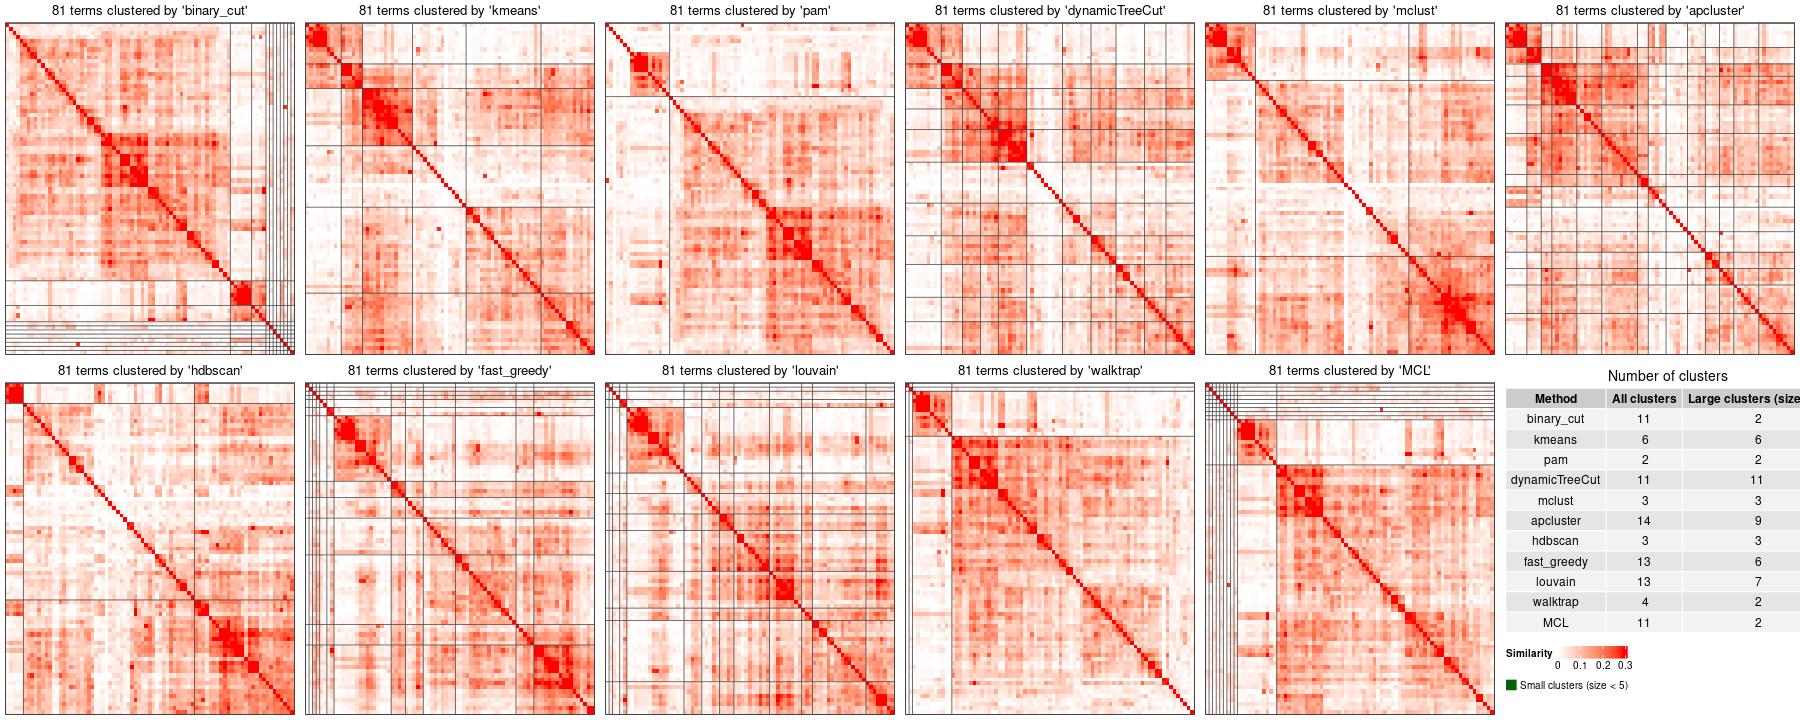 81 terms clustered by 'binary_cut'
81 terms clustered by 'kmeans'
81 terms clustered by 'pam'
81 terms clustered by 'dynamicTreeCut'
81 terms clustered by 'mclust'
81 terms clustered by 'apcluster'
81 terms clustered by 'hdbscan'
81 terms clustered by 'fast_greedy'
81 terms clustered by 'louvain'
81 terms clustered by 'walktrap'
81 terms clustered by 'MCL'
Number of clusters
Method All clusters Large clusters (size
binary_cut 11 2
kmeans 6 6
pam 2 2
dynamicTreeCut 11 11
mclust 3 3
apcluster 14 9
hdbscan 3 3
fast_greedy 13 6
louvain 13 7
walktrap 4 2
MCL 11 2
Similarity
0 0.1 0.2 0.3
Small clusters (size < 5)